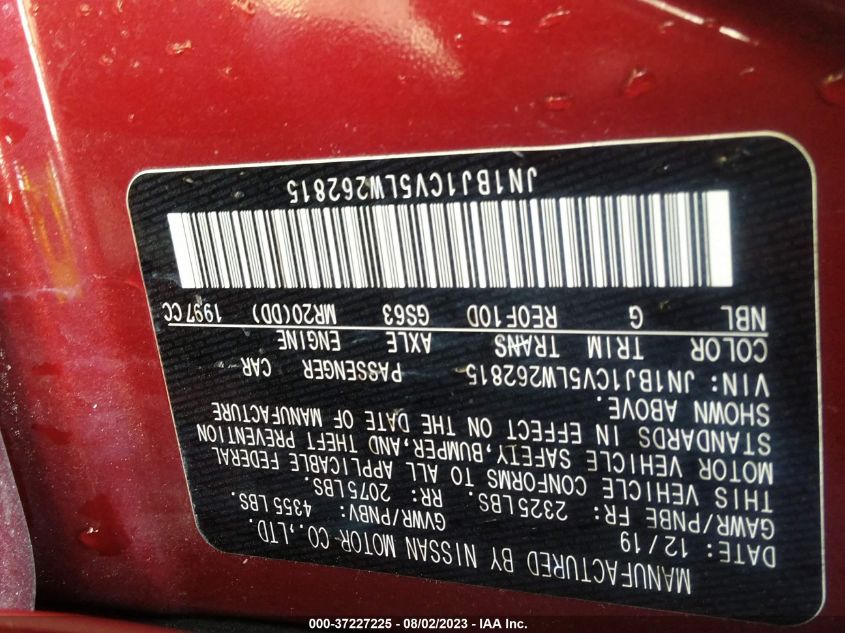 MANUFACTURED BY NISSAN MOTOR CO.,LTD.
DATE: 12/19 GVWR/PNBV: 4355LBS.
GAWR/PNBE FR: 2325LBS. RR: 2075LBS.
THIS VEHICLE CONFORMS TO ALL APPLICABLE FEDERAL
MOTOR VEHICLE SAFETY,BUMPER,AND THEFT PREVENTION
STANDARDS IN EFFECT ON THE DATE OF MANUFACTURE
SHOWN ABOVE.
VIN: JN1BJ1CV5LW262815 PASSENGER CAR
COLOR TRIM TRANS AXLE ENGINE
NBL G RE0F10D GS63 MR20(DD) 1997CC
JN1BJ1CV5LW262815
000-37227225 - 08/02/2023 - IAA Inc.